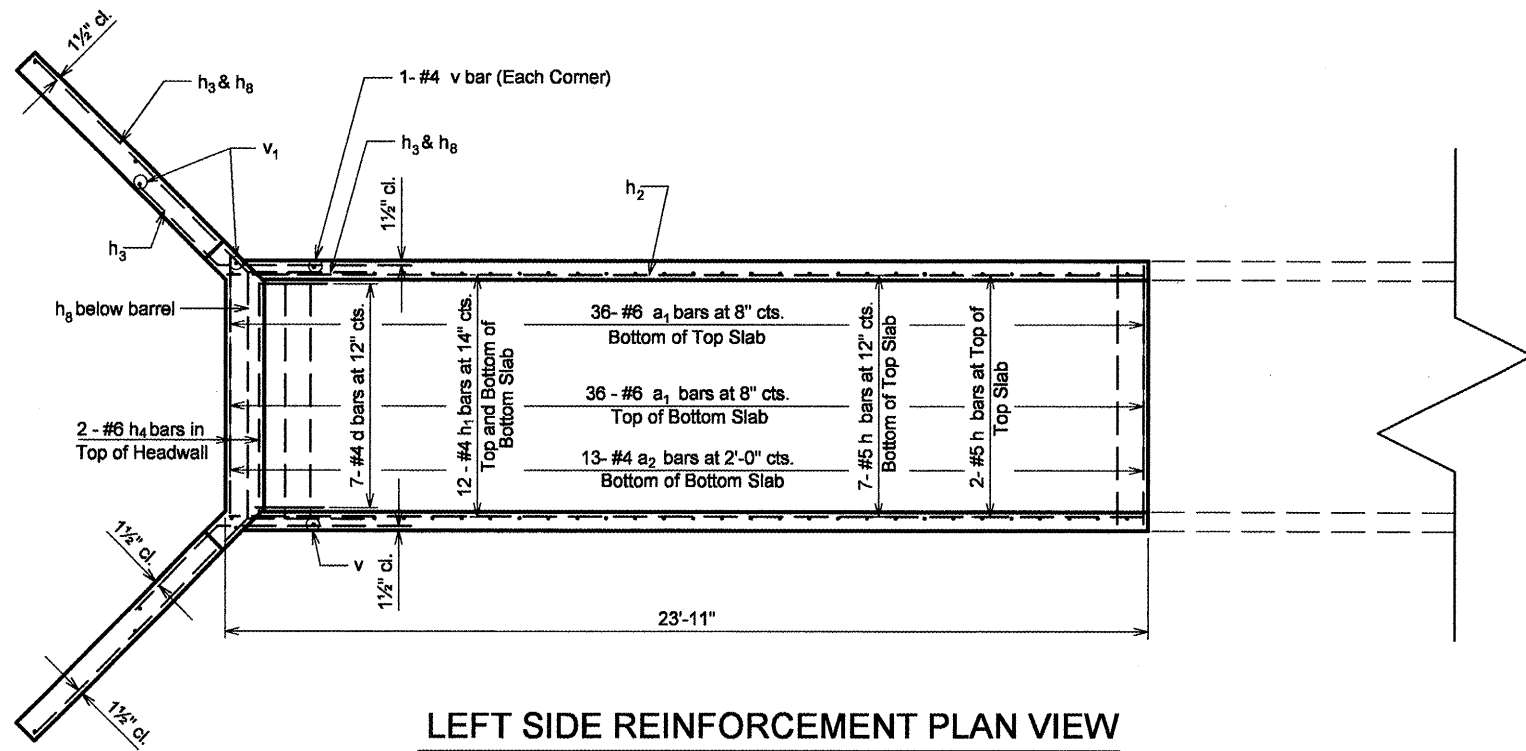 1½" cl.
h3 & h8
1- #4 v bar (Each Corner)
v1
h3 & h8
h2
1½" cl.
h3
h8 below barrel
36- #6 a1 bars at 8" cts.
Bottom of Top Slab
36 - #6 a1 bars at 8" cts.
Top of Bottom Slab
13- #4 a2 bars at 2'-0" cts.
Bottom of Bottom Slab
2 - #6 h4 bars in
Top of Headwall
7- #4 d bars at 12" cts.
12 - #4 h1 bars at 14" cts.
Top and Bottom of
Bottom Slab
7- #5 h bars at 12" cts.
Bottom of Top Slab
2- #5 h bars at Top of
Top Slab
1½" cl.
v
1½" cl.
23'-11"
1½" cl.
LEFT SIDE REINFORCEMENT PLAN VIEW